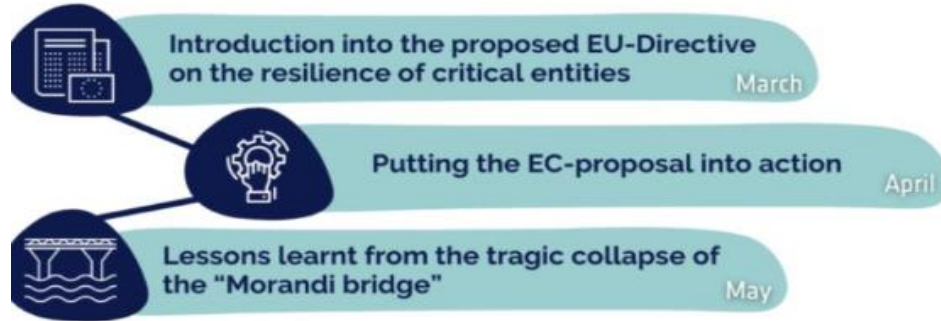 Introduction into the proposed EU-Directive
on the resilience of critical entities
March
Putting the EC-proposal into action
April
Lessons learnt from the tragic collapse of
the “Morandi bridge”
May